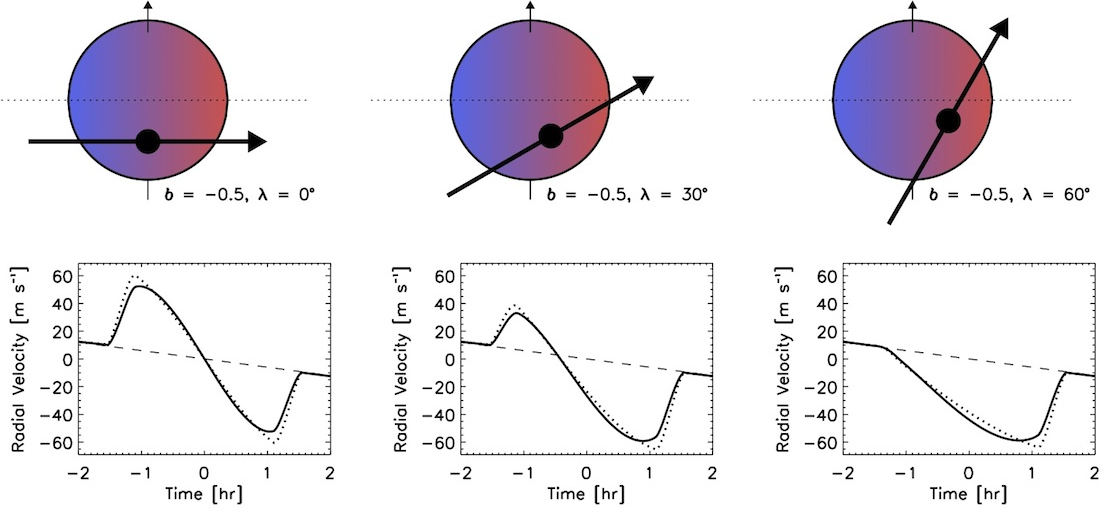 b = −0.5, λ = 0°
b = −0.5, λ = 30°
b = −0.5, λ = 60°
Radial Velocity [m s⁻¹]
60
40
20
0
−20
−40
−60
−2 −1 0 1 2
Time [hr]
Radial Velocity [m s⁻¹]
60
40
20
0
−20
−40
−60
−2 −1 0 1 2
Time [hr]
Radial Velocity [m s⁻¹]
60
40
20
0
−20
−40
−60
−2 −1 0 1 2
Time [hr]